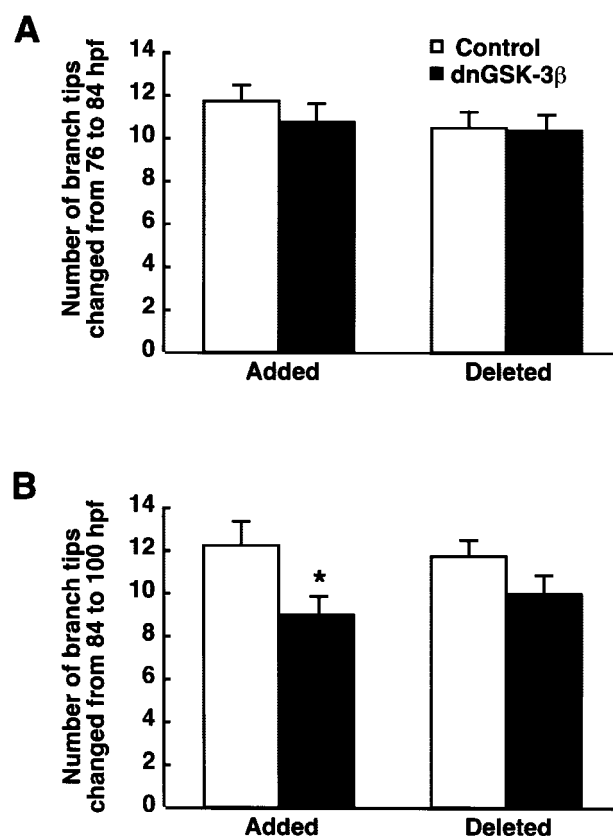 A
Control
dnGSK-3β
Number of branch tips
changed from 76 to 84 hpf
14
12
10
8
6
4
2
0
Added
Deleted
B
Number of branch tips
changed from 84 to 100 hpf
14
12
10
8
6
4
2
0
*
Added
Deleted